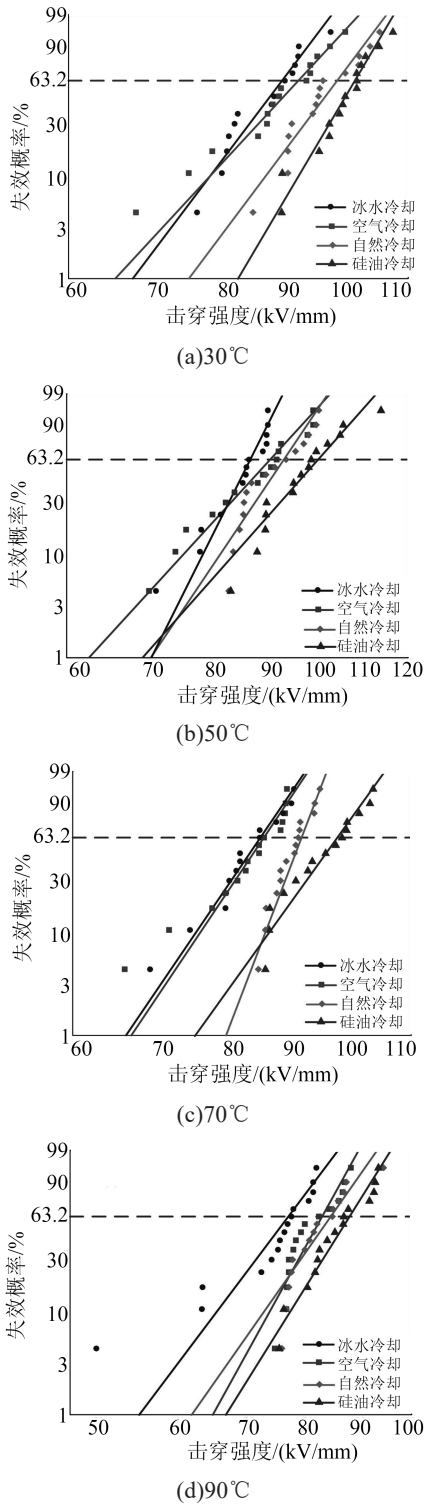 99
90
63.2
30
10
3
1
失效概率/%
冰水冷却
空气冷却
自然冷却
硅油冷却
60 70 80 90 100 110
击穿强度/(kV/mm)
(a)30℃
99
90
63.2
30
10
3
1
失效概率/%
冰水冷却
空气冷却
自然冷却
硅油冷却
60 70 80 90 100 110 120
击穿强度/(kV/mm)
(b)50℃
99
90
63.2
30
10
3
1
失效概率/%
冰水冷却
空气冷却
自然冷却
硅油冷却
60 70 80 90 100 110
击穿强度/(kV/mm)
(c)70℃
99
90
63.2
30
10
3
1
失效概率/%
冰水冷却
空气冷却
自然冷却
硅油冷却
50 60 70 80 90 100
击穿强度/(kV/mm)
(d)90℃